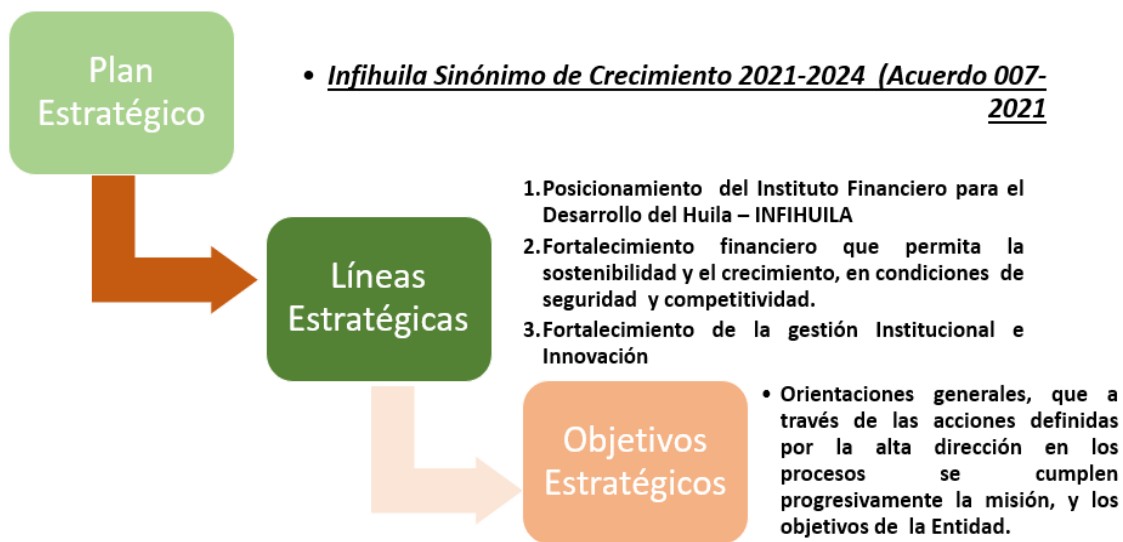 Plan
Estratégico
• Infihuila Sinónimo de Crecimiento 2021-2024 (Acuerdo 007-
2021
Líneas
Estratégicas
1.Posicionamiento del Instituto Financiero para el
Desarrollo del Huila – INFIHUILA
2.Fortalecimiento financiero que permita la
sostenibilidad y el crecimiento, en condiciones de
seguridad y competitividad.
3.Fortalecimiento de la gestión Institucional e
Innovación
Objetivos
Estratégicos
• Orientaciones generales, que a
través de las acciones definidas
por la alta dirección en los
procesos se cumplen
progresivamente la misión, y los
objetivos de la Entidad.